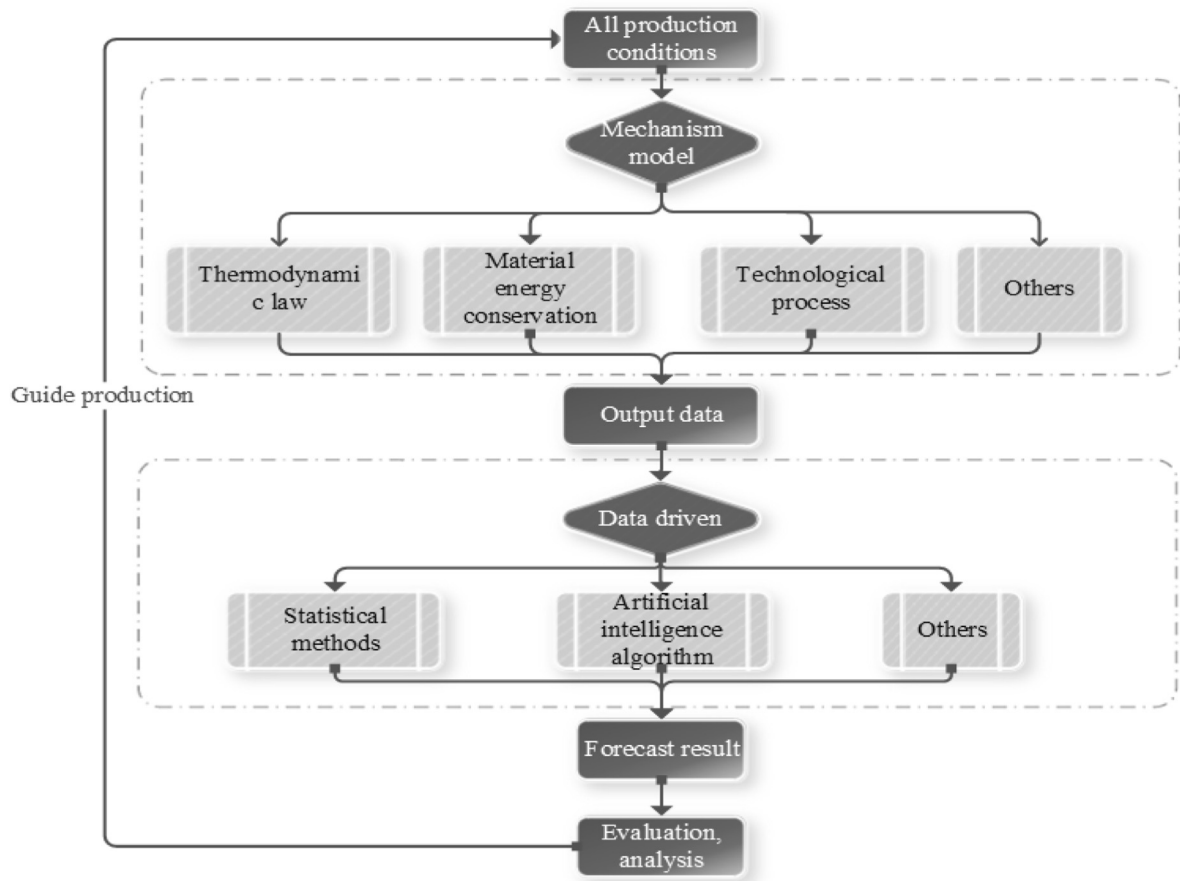 All production
conditions
Mechanism
model
Thermodynami
c law
Material
energy
conservation
Technological
process
Others
Guide production
Output data
Data driven
Statistical
methods
Artificial
intelligence
algorithm
Others
Forecast result
Evaluation,
analysis